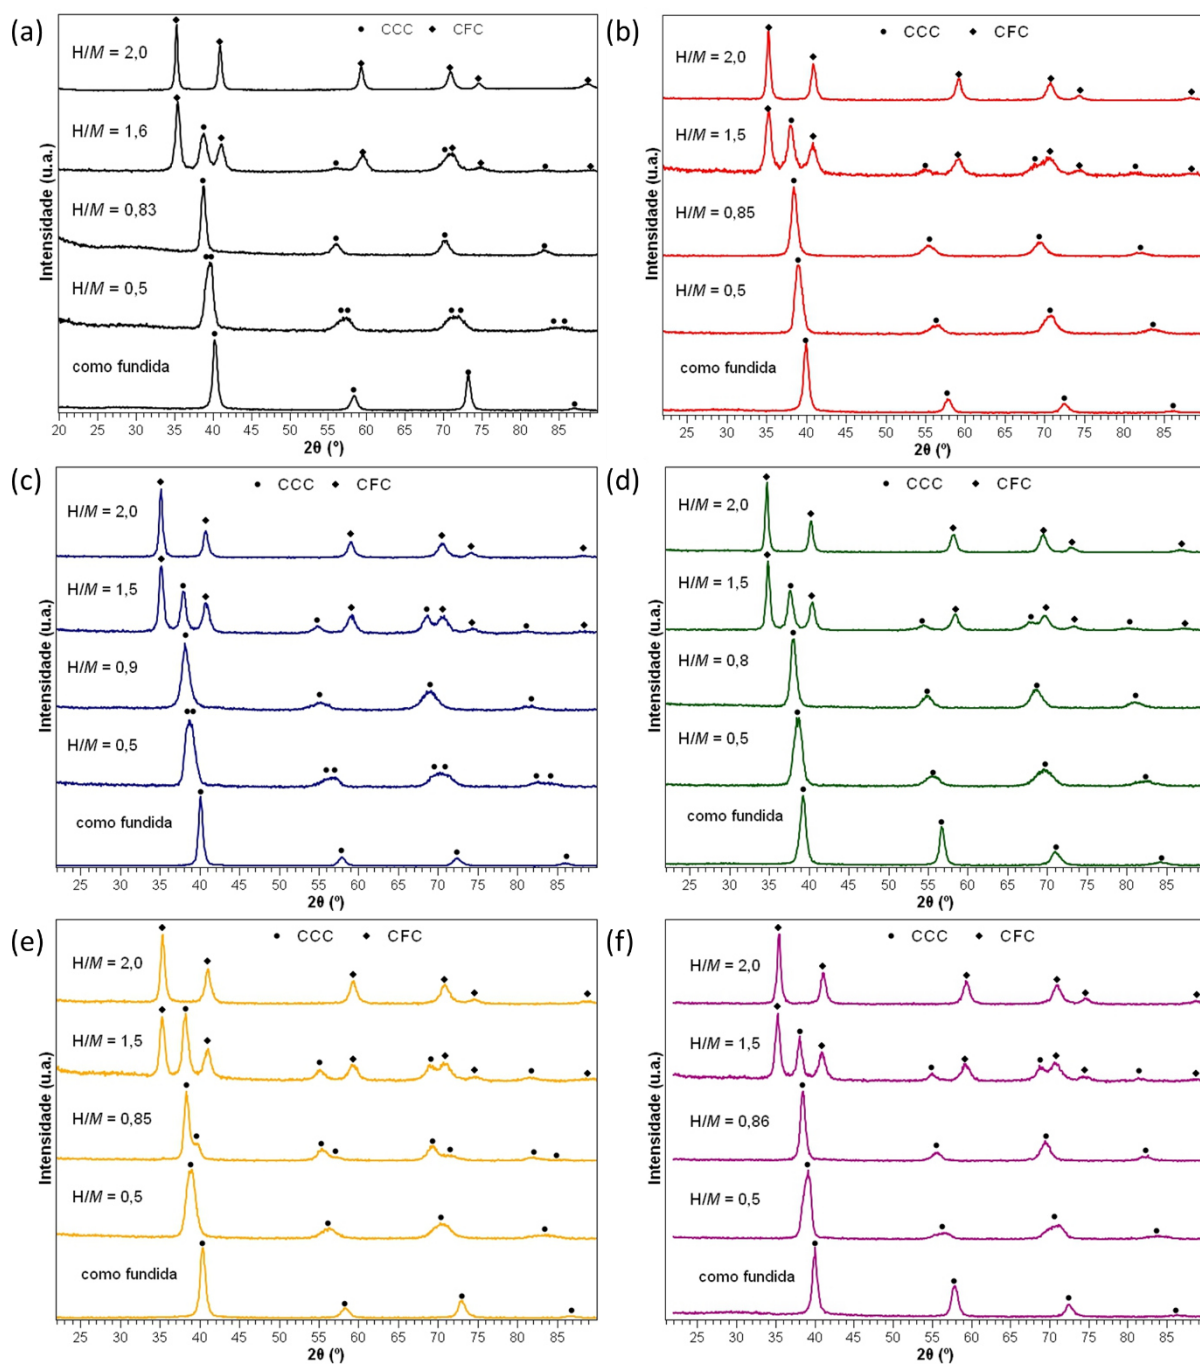 (a)
● CCC ◆ CFC
H/M = 2,0
H/M = 1,6
H/M = 0,83
H/M = 0,5
como fundida
Intensidade (u.a.)
20 25 30 35 40 45 50 55 60 65 70 75 80 85
2θ (º)
(b)
● CCC ◆ CFC
H/M = 2,0
H/M = 1,5
H/M = 0,85
H/M = 0,5
como fundida
Intensidade (u.a.)
25 30 35 40 45 50 55 60 65 70 75 80 85
2θ (º)
(c)
● CCC ◆ CFC
H/M = 2,0
H/M = 1,5
H/M = 0,9
H/M = 0,5
como fundida
Intensidade (u.a.)
25 30 35 40 45 50 55 60 65 70 75 80 85
2θ (º)
(d)
● CCC ◆ CFC
H/M = 2,0
H/M = 1,5
H/M = 0,8
H/M = 0,5
como fundida
Intensidade (u.a.)
25 30 35 40 45 50 55 60 65 70 75 80 85
2θ (º)
(e)
● CCC ◆ CFC
H/M = 2,0
H/M = 1,5
H/M = 0,85
H/M = 0,5
como fundida
Intensidade (u.a.)
25 30 35 40 45 50 55 60 65 70 75 80 85
2θ (º)
(f)
● CCC ◆ CFC
H/M = 2,0
H/M = 1,5
H/M = 0,86
H/M = 0,5
como fundida
Intensidade (u.a.)
25 30 35 40 45 50 55 60 65 70 75 80 85
2θ (º)